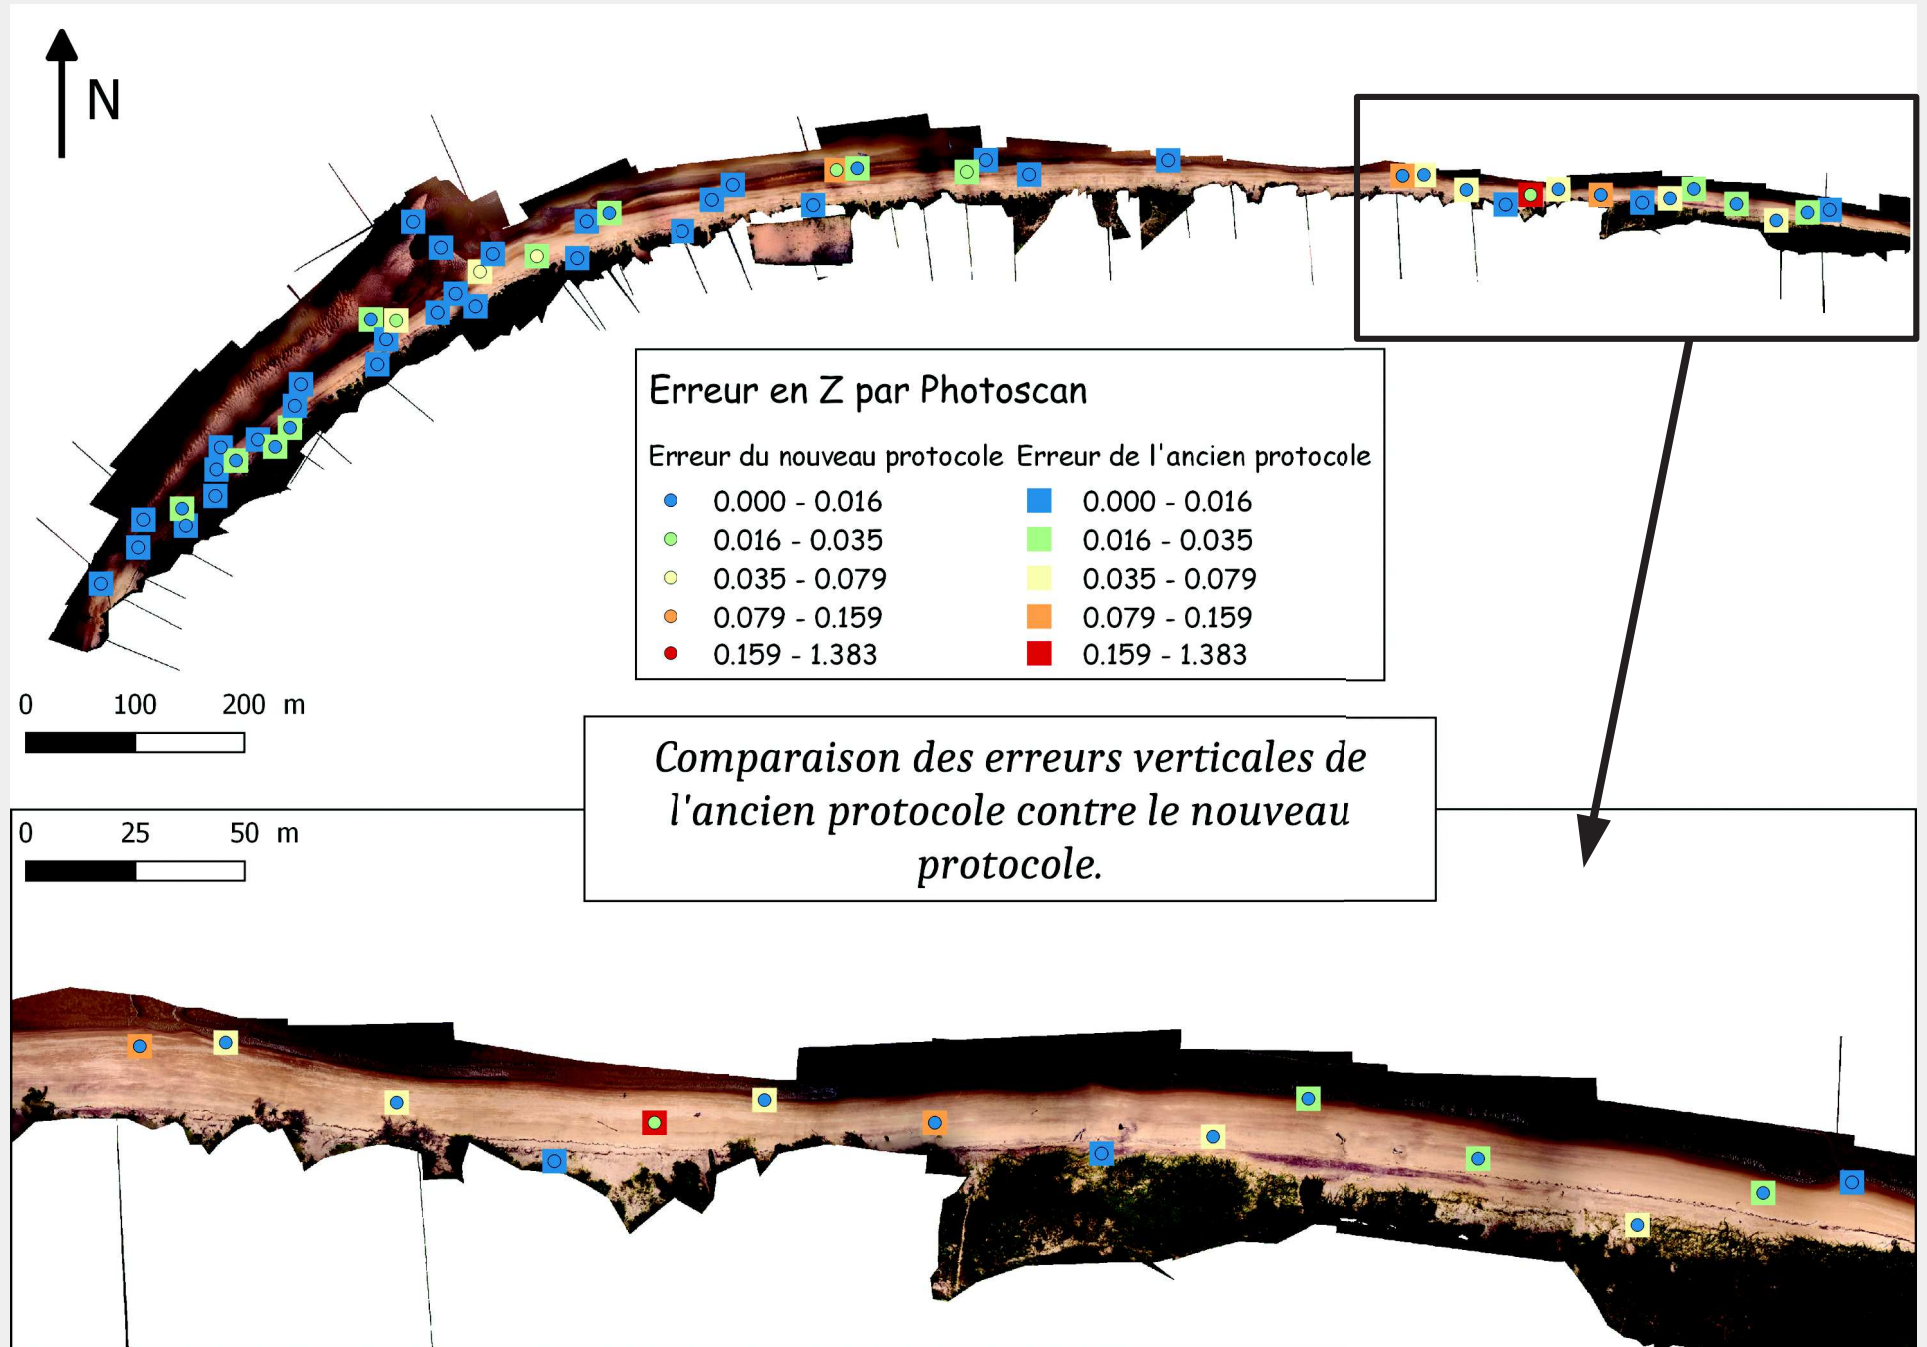 N
Erreur en Z par Photoscan
Erreur du nouveau protocole Erreur de l'ancien protocole
0.000 - 0.016 0.000 - 0.016
0.016 - 0.035 0.016 - 0.035
0.035 - 0.079 0.035 - 0.079
0.079 - 0.159 0.079 - 0.159
0.159 - 1.383 0.159 - 1.383
0 100 200 m
Comparaison des erreurs verticales de
l'ancien protocole contre le nouveau
protocole.
0 25 50 m